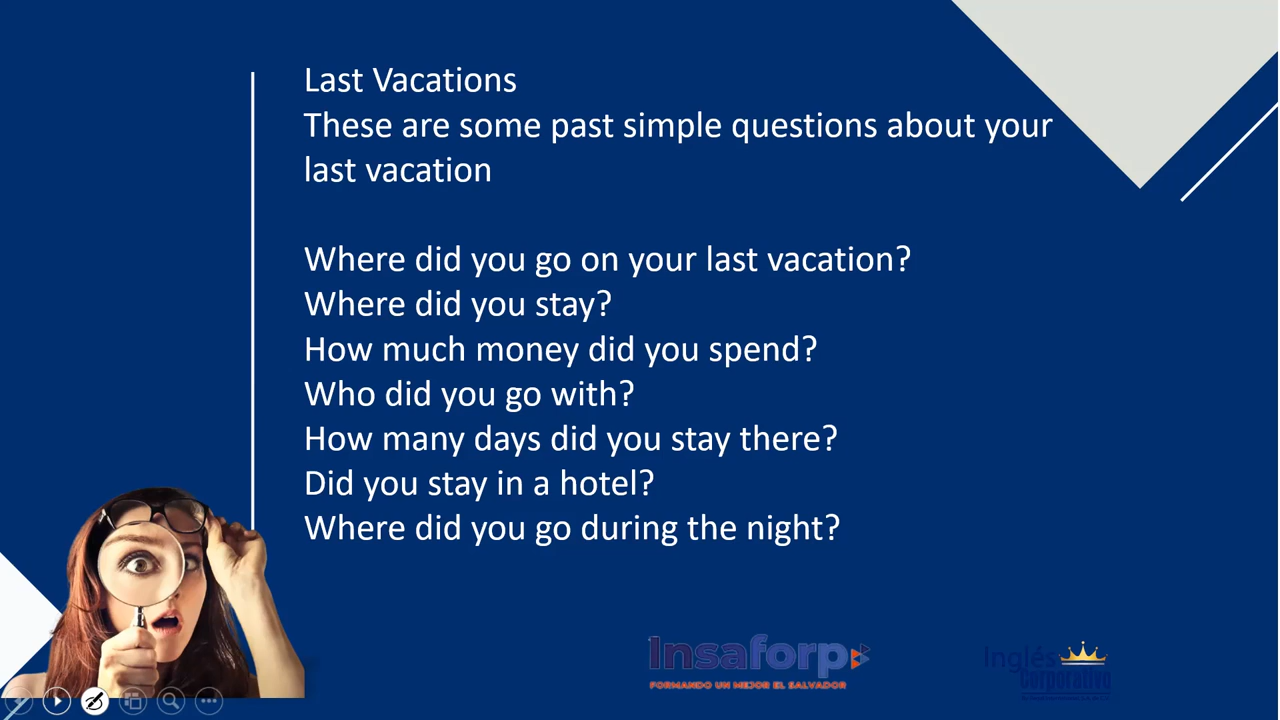 Last Vacations
These are some past simple questions about your
last vacation
Where did you go on your last vacation?
Where did you stay?
How much money did you spend?
Who did you go with?
How many days did you stay there?
Did you stay in a hotel?
Where did you go during the night?
Insaforp
FORMANDO UN MEJOR EL SALVADOR
Inglés
Corporativo